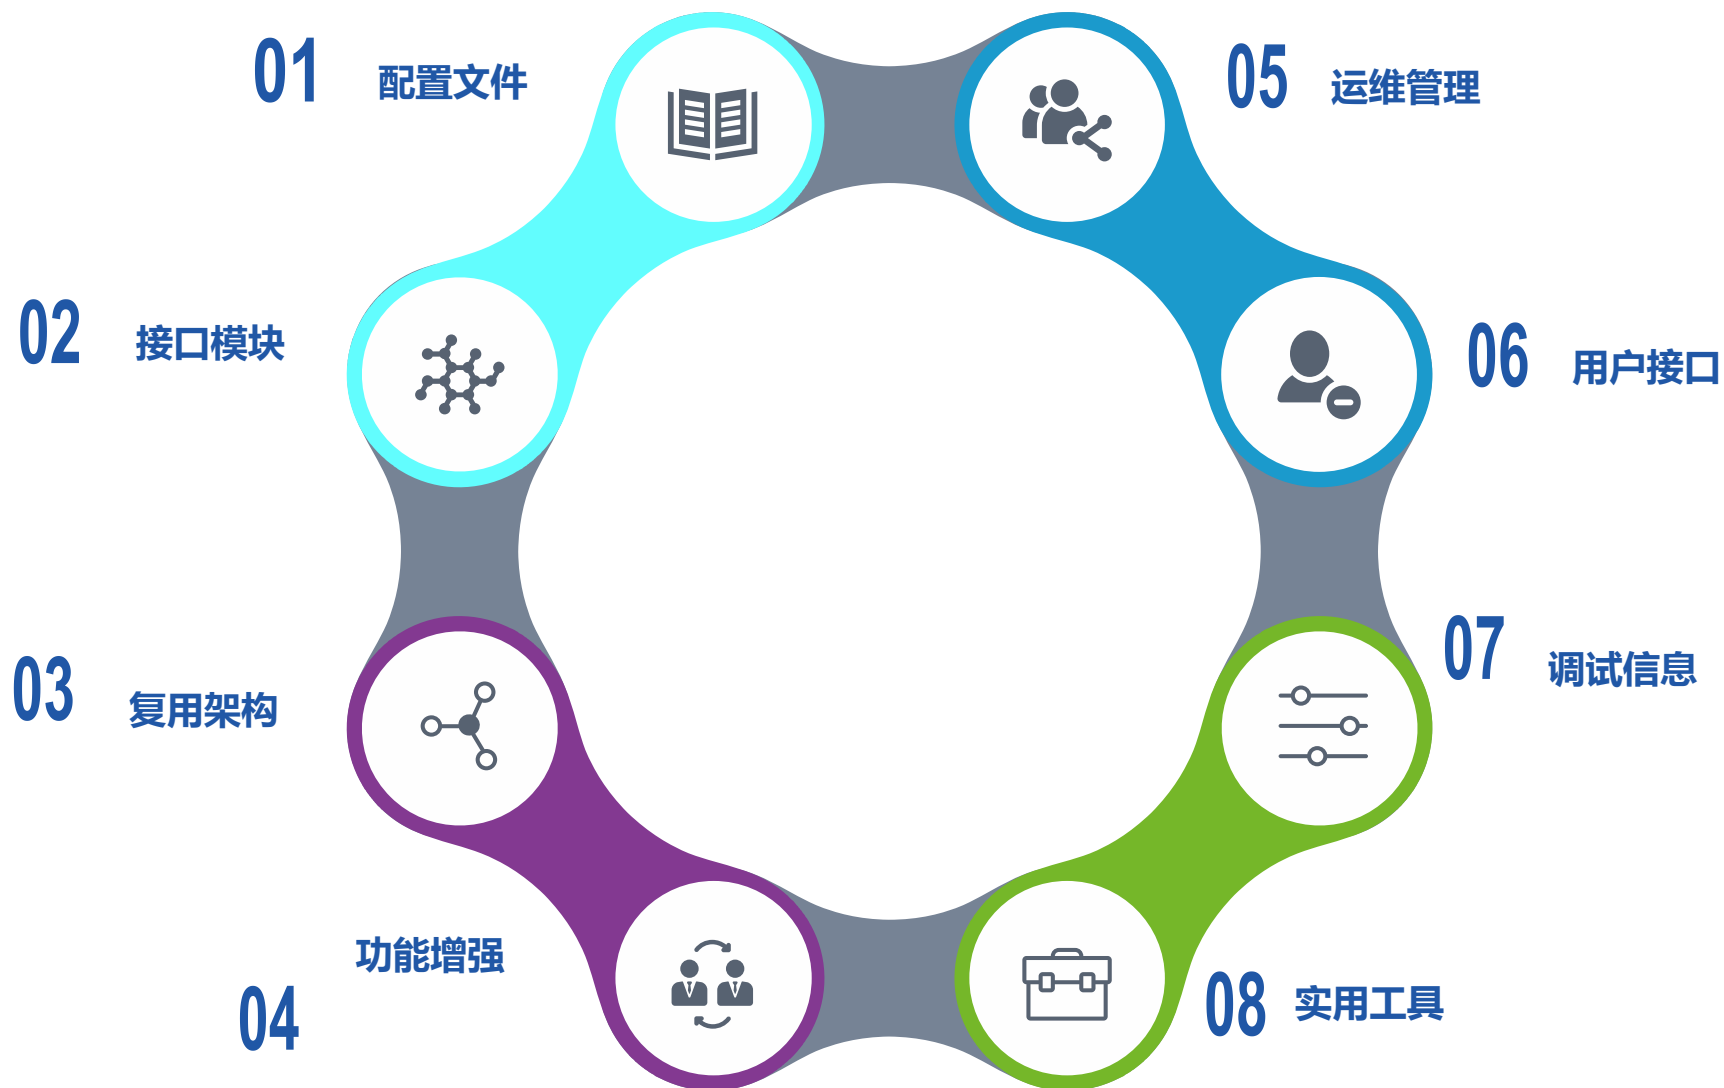 01 配置文件
02 接口模块
03 复用架构
04 功能增强
05 运维管理
06 用户接口
07 调试信息
08 实用工具